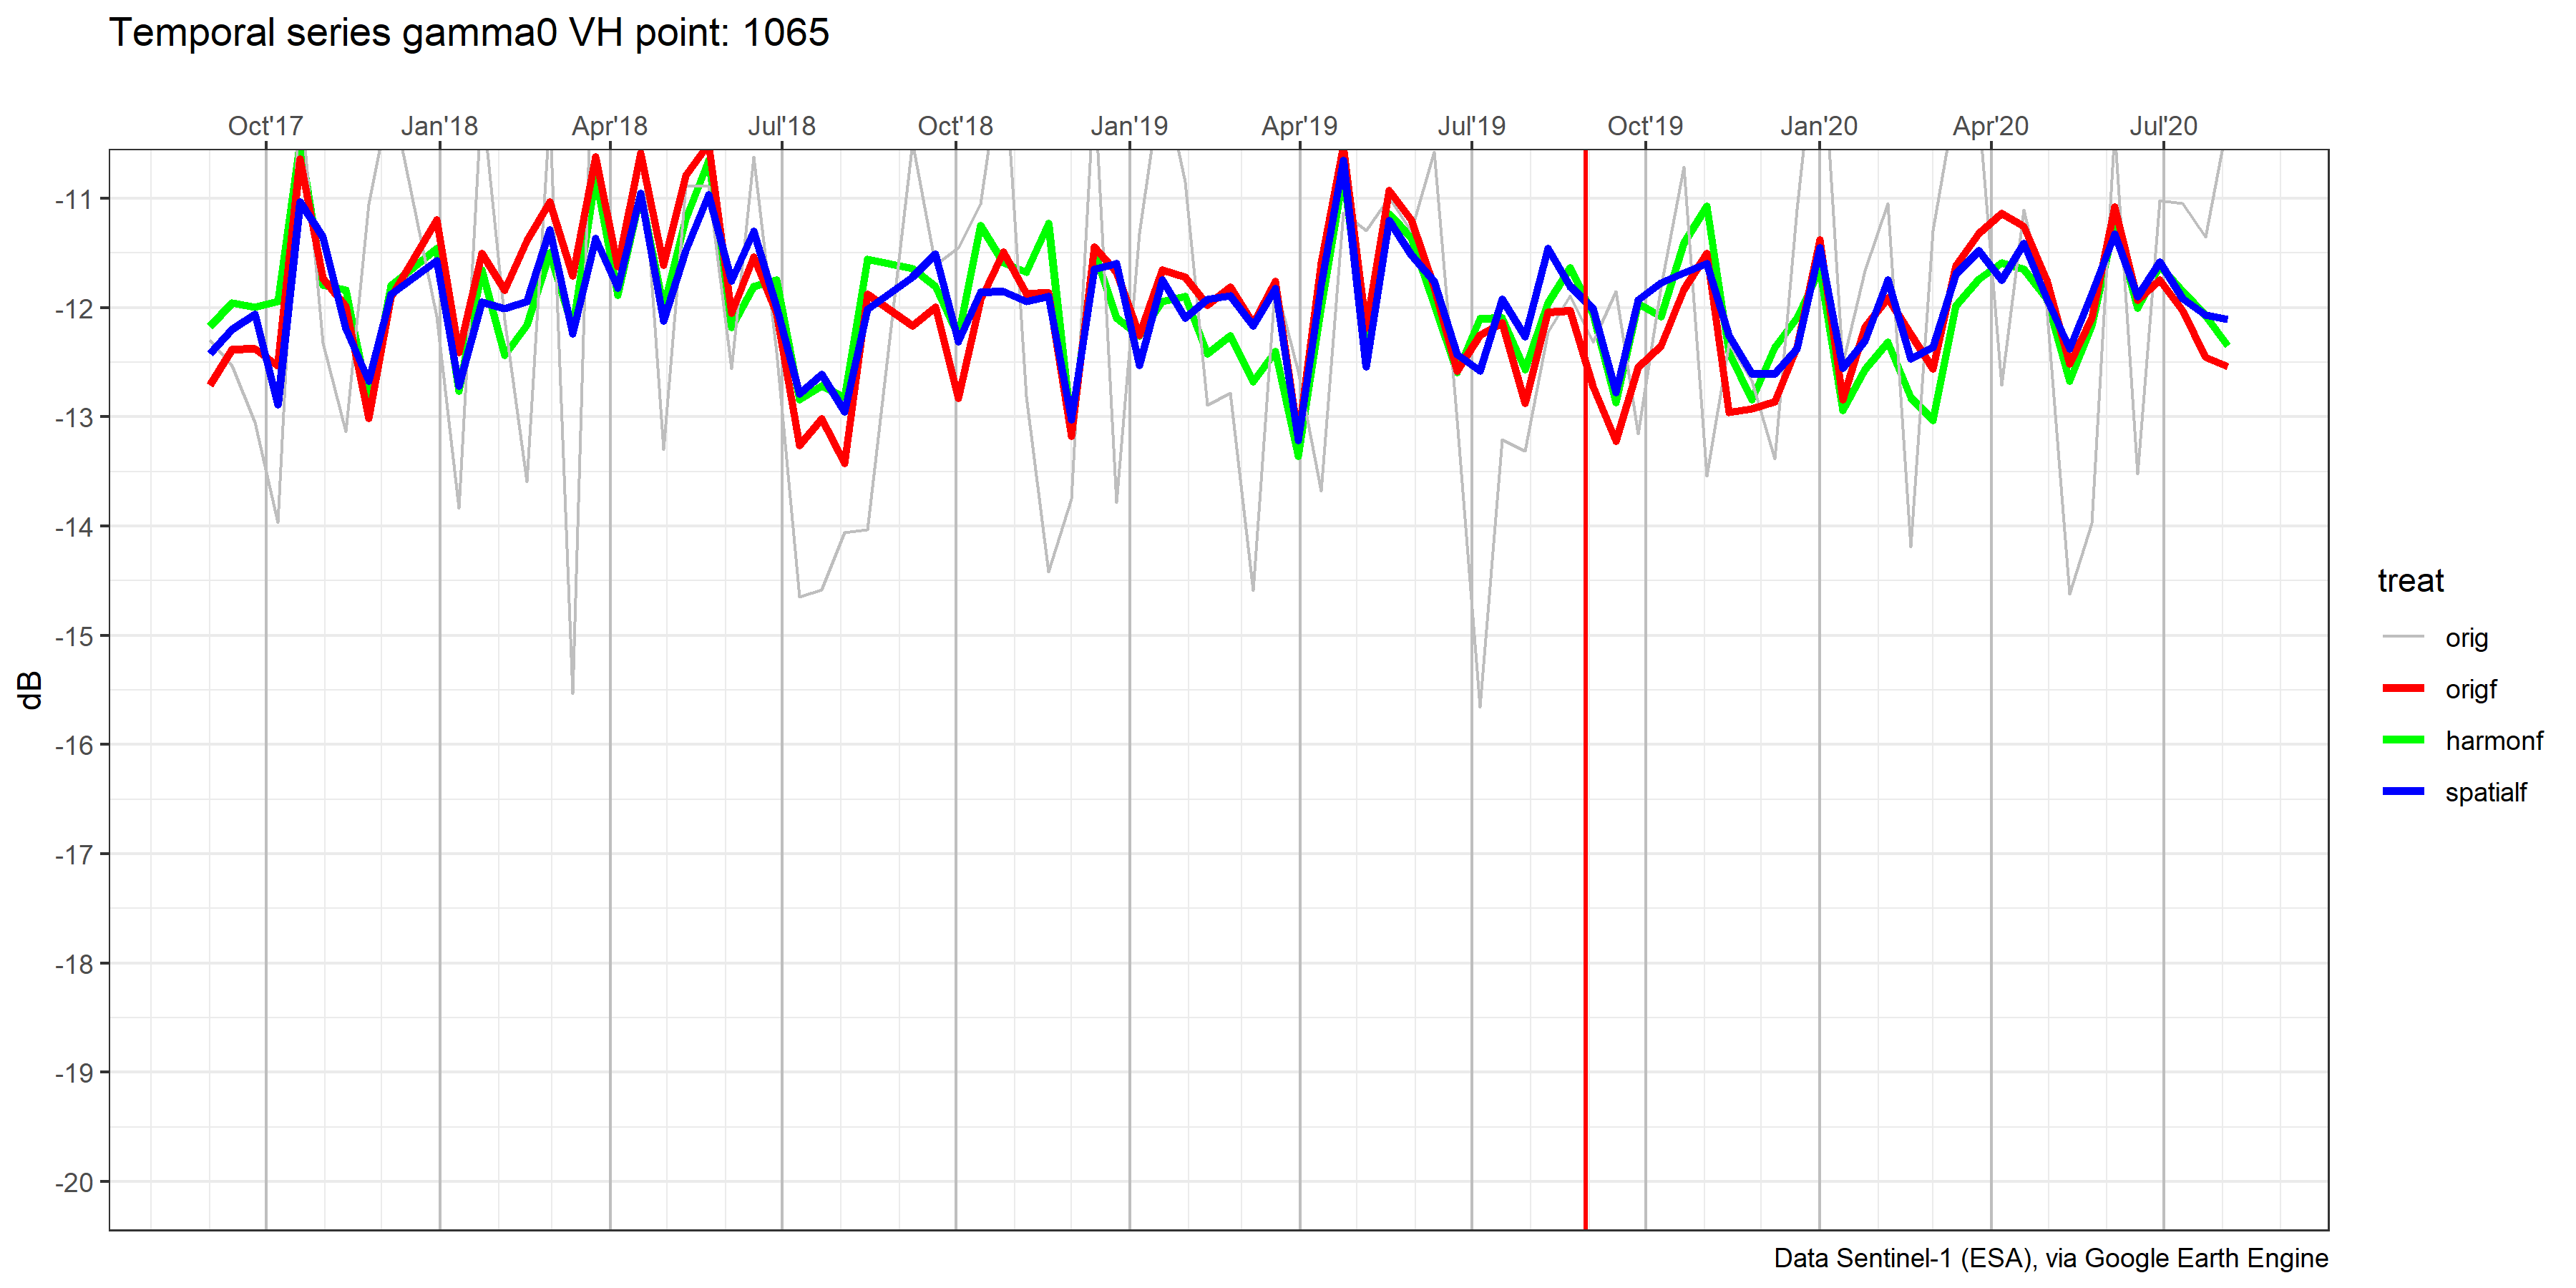 Temporal series gamma0 VH point: 1065
Oct'17 Jan'18 Apr'18 Jul'18 Oct'18 Jan'19 Apr'19 Jul'19 Oct'19 Jan'20 Apr'20 Jul'20
-11
-12
-13
-14
-15
-16
-17
-18
-19
-20
dB
treat
orig
origf
harmonf
spatialf
Data Sentinel-1 (ESA), via Google Earth Engine